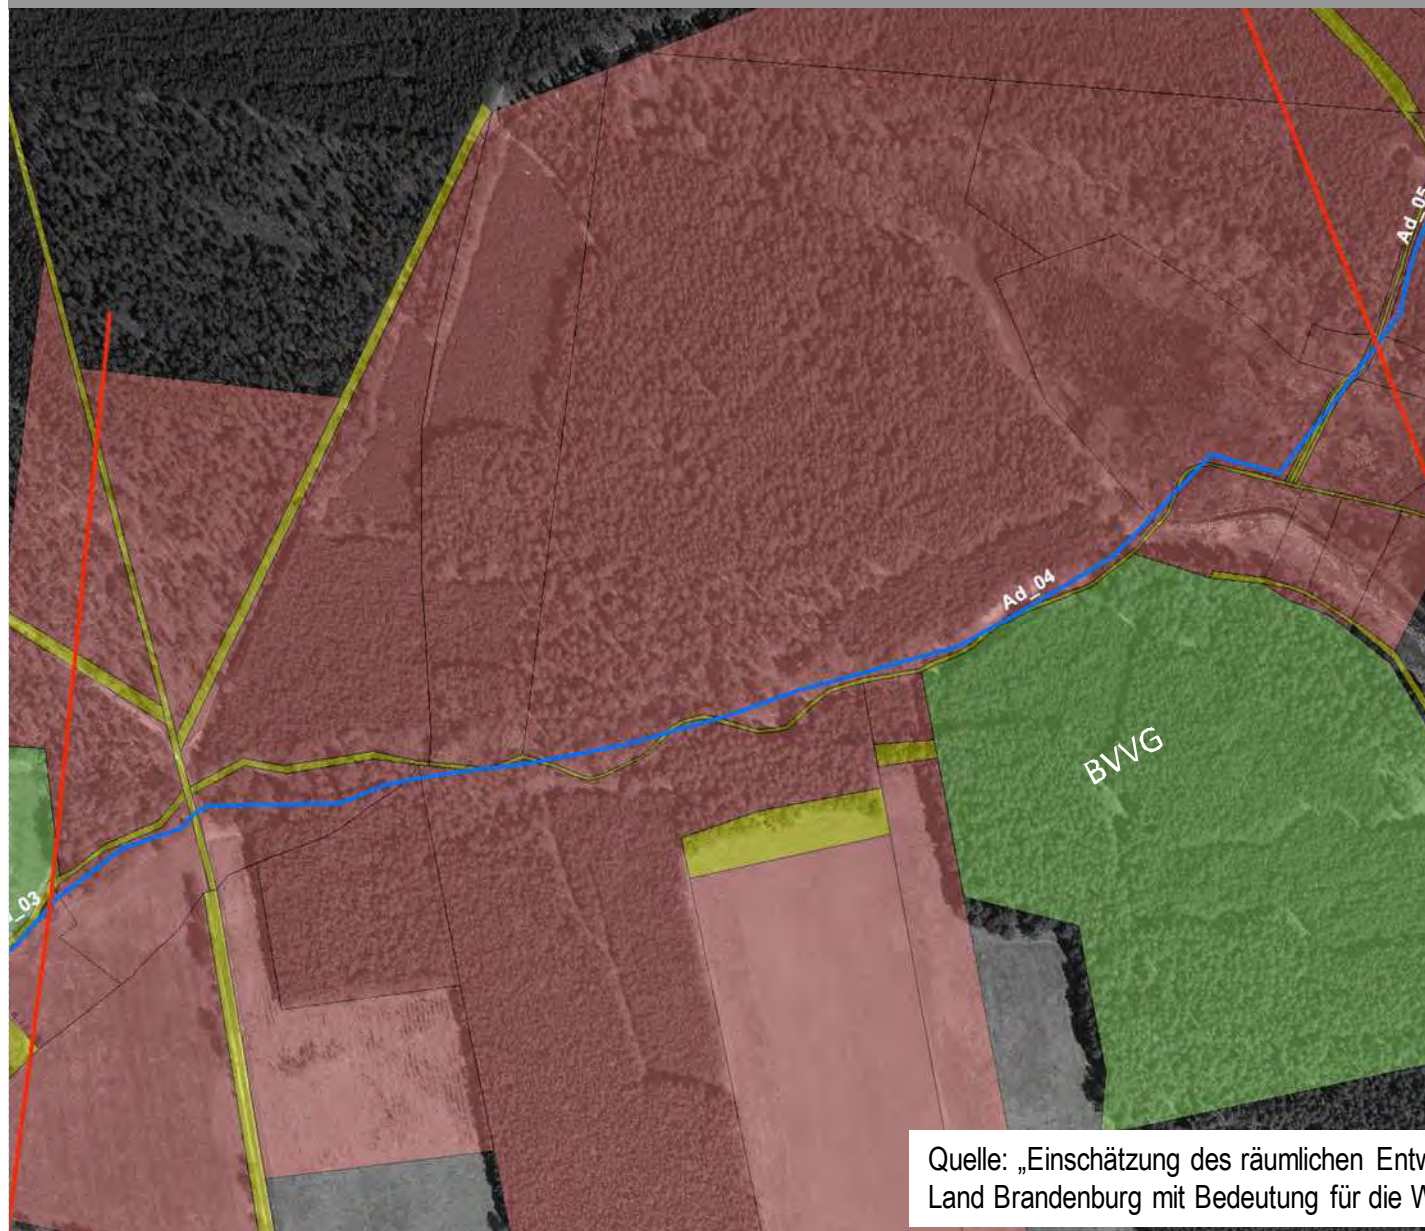 Ad_05
Ad_04
BVVG
_03
Quelle: „Einschätzung des räumlichen Entw
Land Brandenburg mit Bedeutung für die W